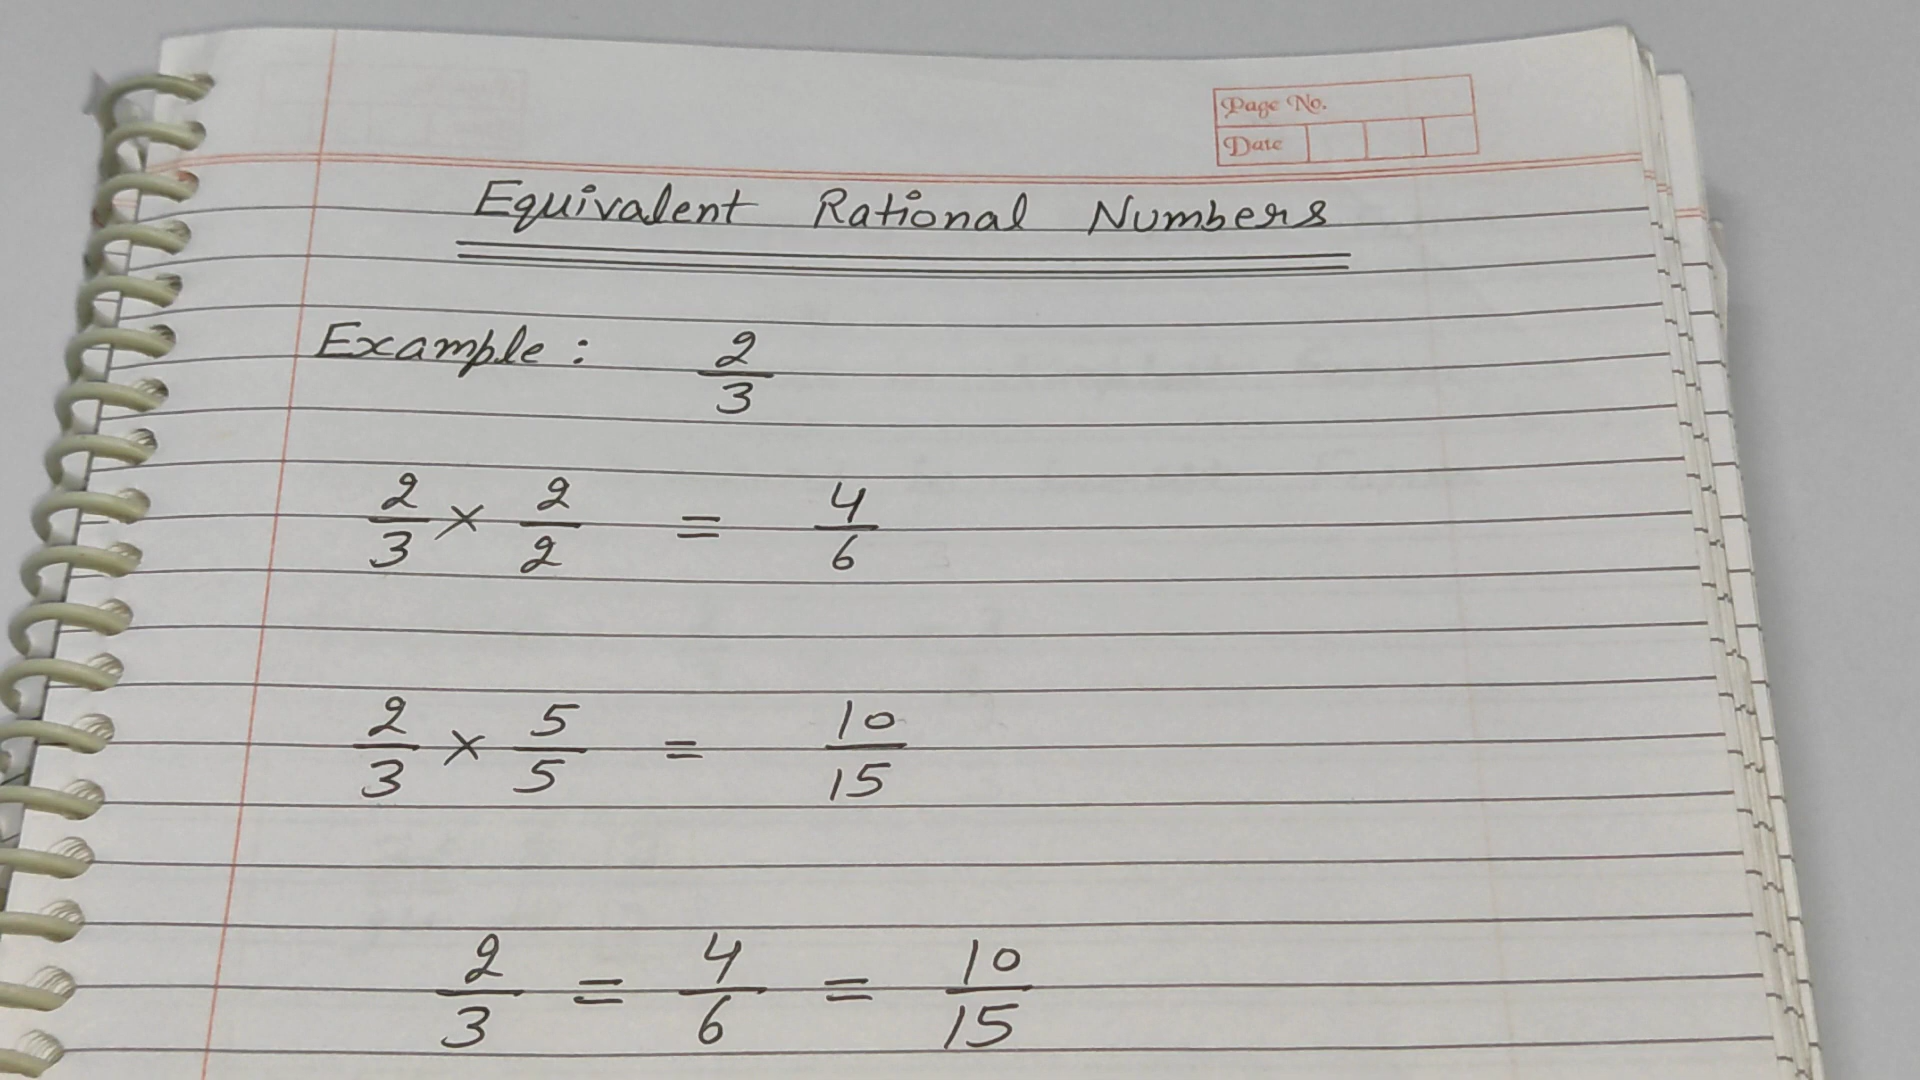 Page No.
Date
Equivalent Rational Numbers
Example : 2/3
2/3 × 2/2 = 4/6
2/3 × 5/5 = 10/15
2/3 = 4/6 = 10/15